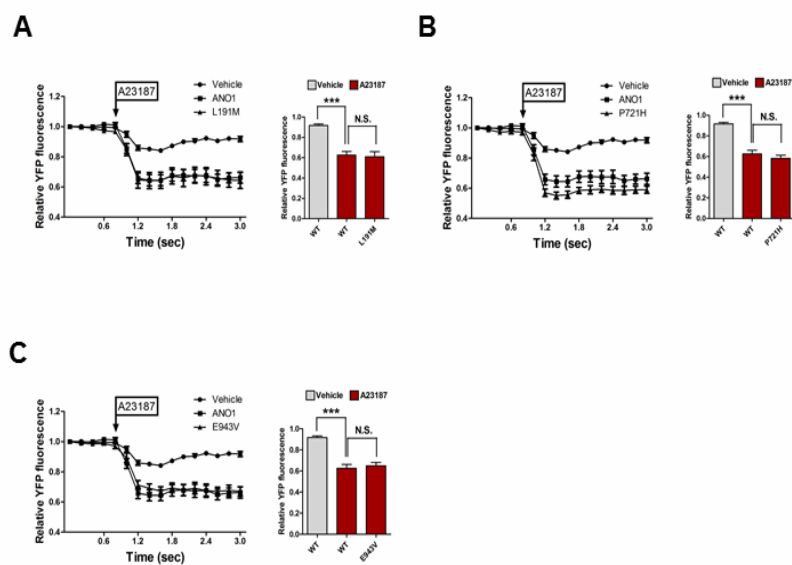 A
A23187
Vehicle
ANO1
L191M
Relative YFP fluorescence
1.2
1.0
0.8
0.6
0.4
0.6 1.2 1.8 2.4 3.0
Time (sec)
Vehicle A23187
*** N.S.
Relative YFP fluorescence
1.0
0.8
0.6
0.4
0.2
0.0
WT WT L191M
B
A23187
Vehicle
ANO1
P721H
Relative YFP fluorescence
1.2
1.0
0.8
0.6
0.4
0.6 1.2 1.8 2.4 3.0
Time (sec)
Vehicle A23187
*** N.S.
Relative YFP fluorescence
1.0
0.8
0.6
0.4
0.2
0.0
WT WT P721H
C
A23187
Vehicle
ANO1
E943V
Relative YFP fluorescence
1.2
1.0
0.8
0.6
0.4
0.6 1.2 1.8 2.4 3.0
Time (sec)
Vehicle A23187
*** N.S.
Relative YFP fluorescence
1.0
0.8
0.6
0.4
0.2
0.0
WT WT E943V